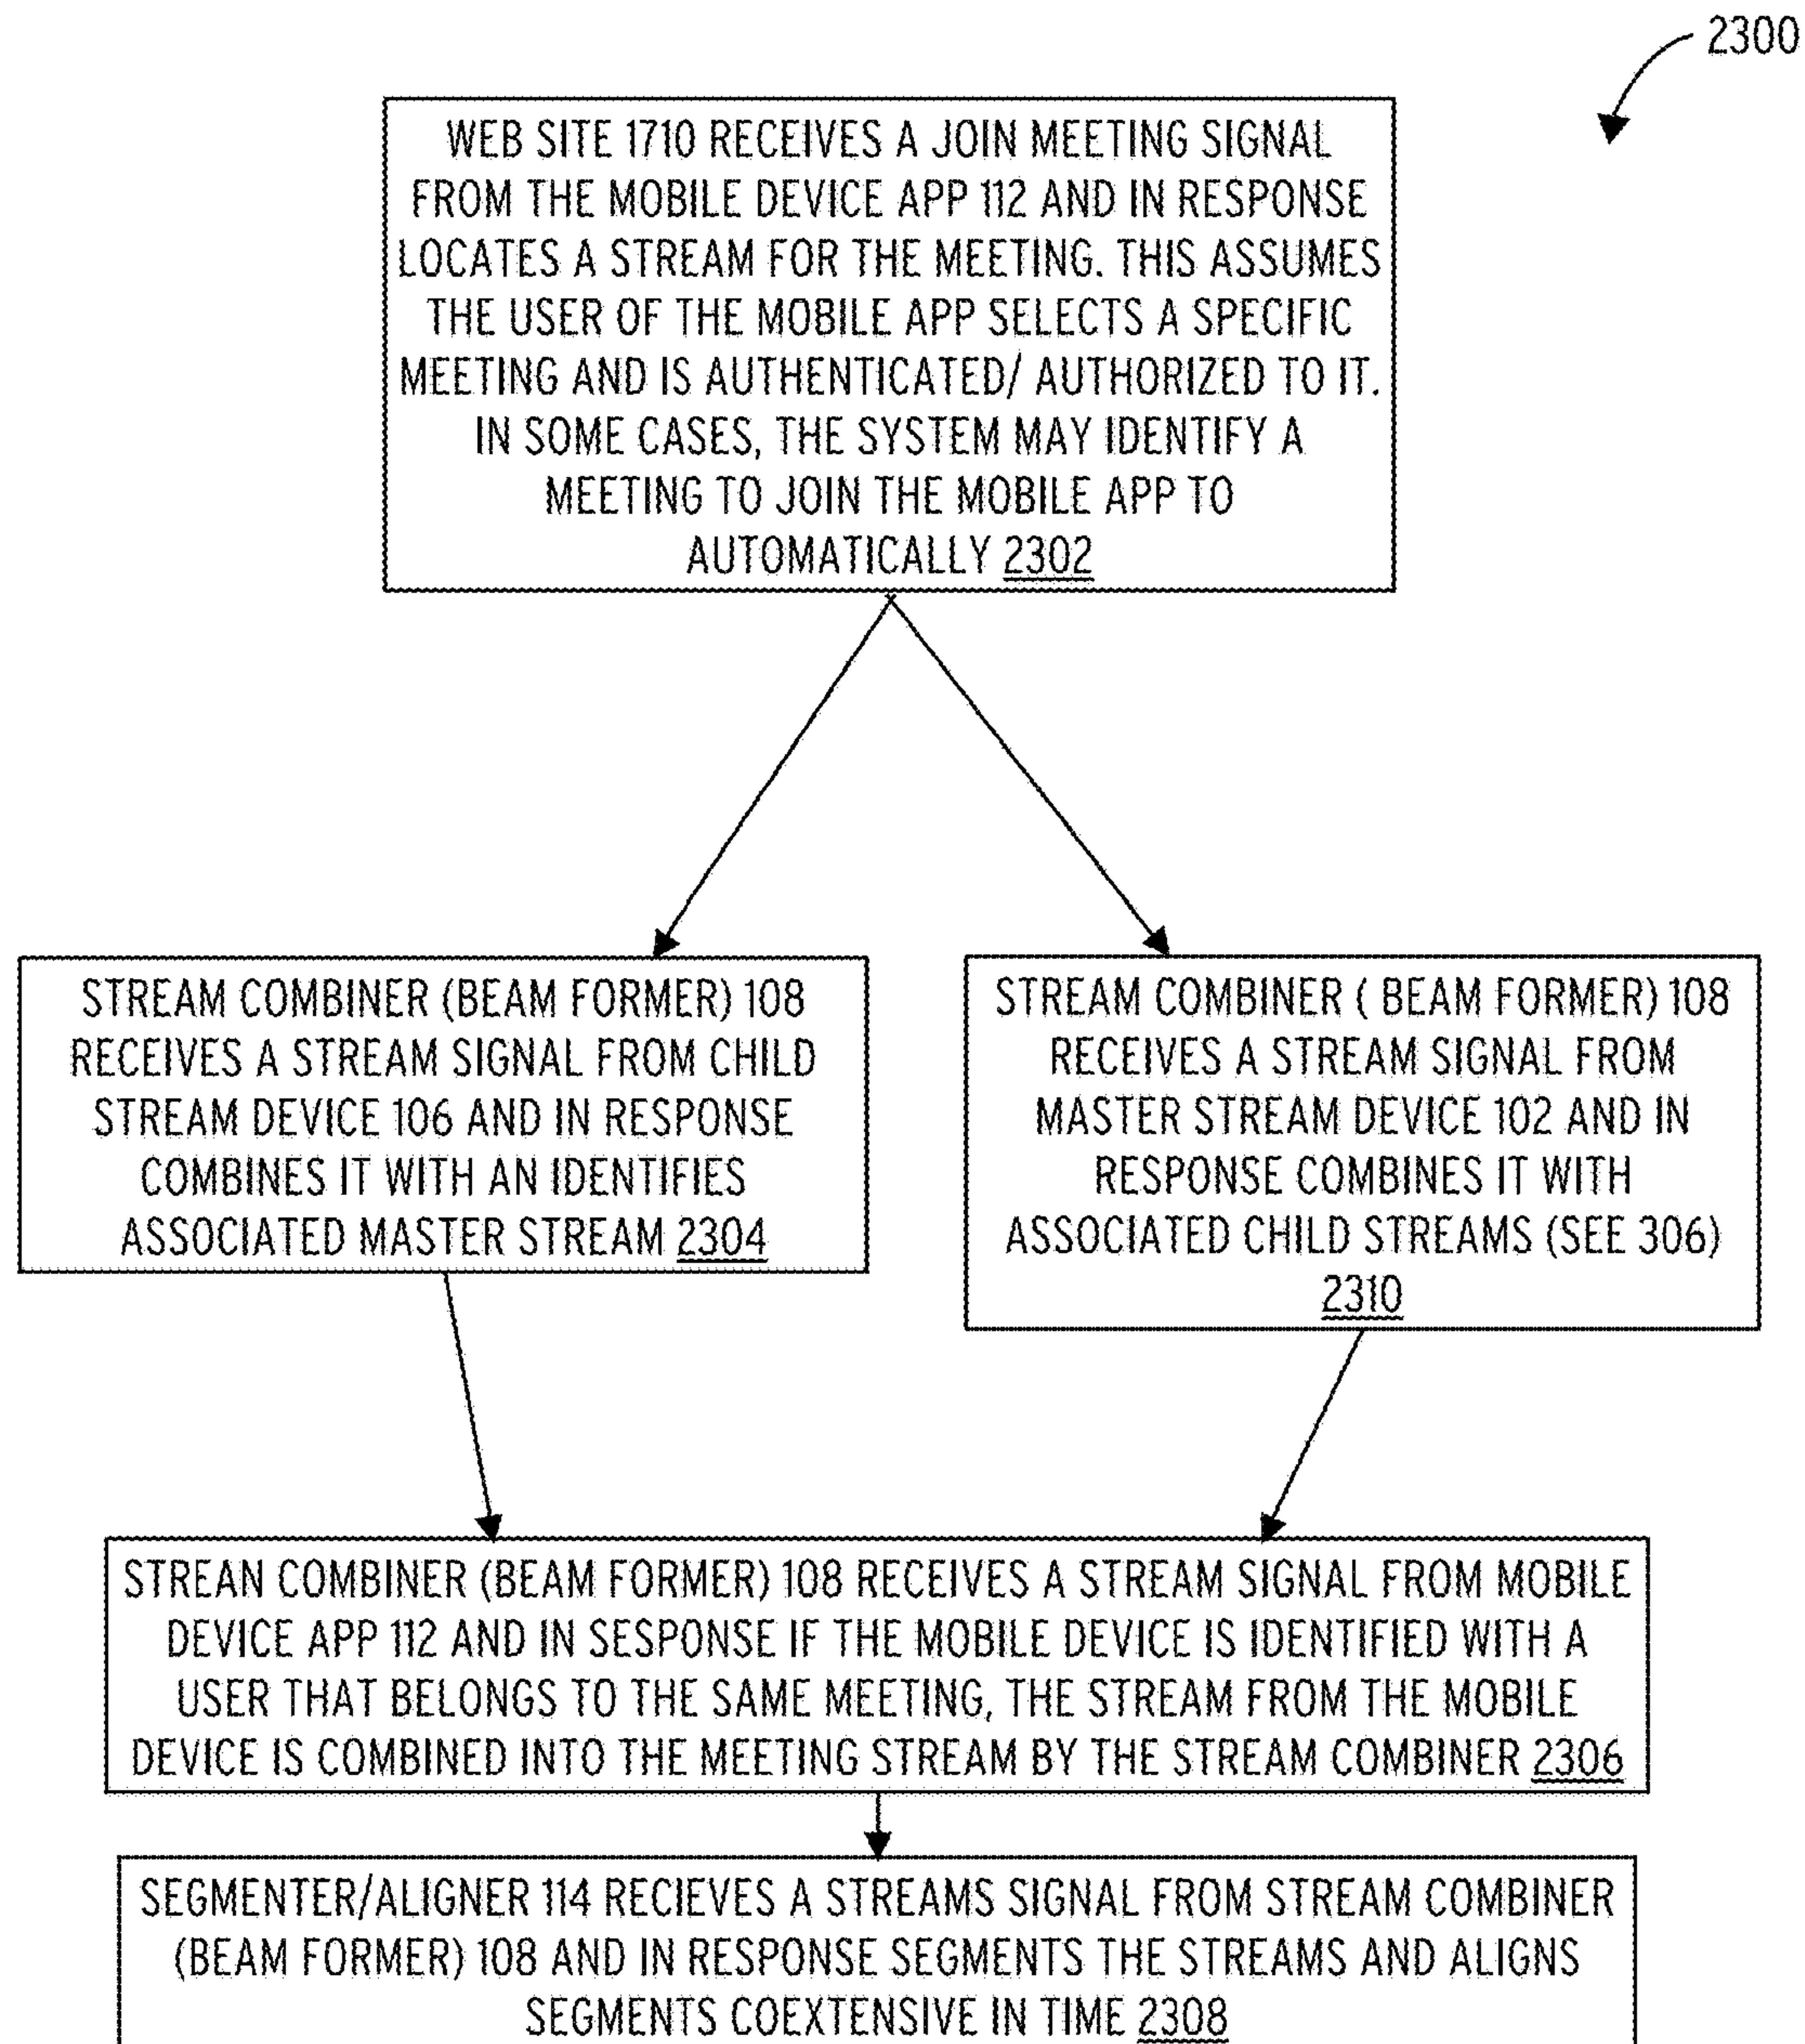 2300
WEB SITE 1710 RECEIVES A JOIN MEETING SIGNAL
FROM THE MOBILE DEVICE APP 112 AND IN RESPONSE
LOCATES A STREAM FOR THE MEETING. THIS ASSUMES
THE USER OF THE MOBILE APP SELECTS A SPECIFIC
MEETING AND IS AUTHENTICATED/ AUTHORIZED TO IT.
IN SOME CASES, THE SYSTEM MAY IDENTIFY A
MEETING TO JOIN THE MOBILE APP TO
AUTOMATICALLY 2302
STREAM COMBINER (BEAM FORMER) 108
RECEIVES A STREAM SIGNAL FROM CHILD
STREAM DEVICE 106 AND IN RESPONSE
COMBINES IT WITH AN IDENTIFIES
ASSOCIATED MASTER STREAM 2304
STREAM COMBINER ( BEAM FORMER) 108
RECEIVES A STREAM SIGNAL FROM
MASTER STREAM DEVICE 102 AND IN
RESPONSE COMBINES IT WITH
ASSOCIATED CHILD STREAMS (SEE 306)
2310
STREAN COMBINER (BEAM FORMER) 108 RECEIVES A STREAM SIGNAL FROM MOBILE
DEVICE APP 112 AND IN SESPONSE IF THE MOBILE DEVICE IS IDENTIFIED WITH A
USER THAT BELONGS TO THE SAME MEETING, THE STREAM FROM THE MOBILE
DEVICE IS COMBINED INTO THE MEETING STREAM BY THE STREAM COMBINER 2306
SEGMENTER/ALIGNER 114 RECIEVES A STREAMS SIGNAL FROM STREAM COMBINER
(BEAM FORMER) 108 AND IN RESPONSE SEGMENTS THE STREAMS AND ALIGNS
SEGMENTS COEXTENSIVE IN TIME 2308